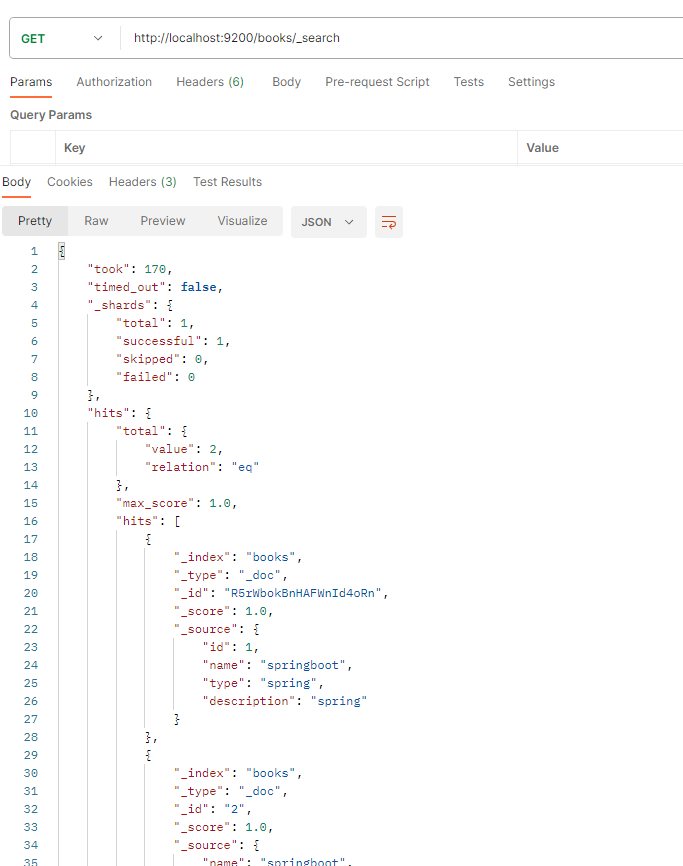 GET http://localhost:9200/books/_search
Params Authorization Headers (6) Body Pre-request Script Tests Settings
Query Params
Key Value
Body Cookies Headers (3) Test Results
Pretty Raw Preview Visualize JSON
1 {
2 "took": 170,
3 "timed_out": false,
4 "_shards": {
5 "total": 1,
6 "successful": 1,
7 "skipped": 0,
8 "failed": 0
9 },
10 "hits": {
11 "total": {
12 "value": 2,
13 "relation": "eq"
14 },
15 "max_score": 1.0,
16 "hits": [
17 {
18 "_index": "books",
19 "_type": "_doc",
20 "_id": "R5rWbokBnHAFWnId4oRn",
21 "_score": 1.0,
22 "_source": {
23 "id": 1,
24 "name": "springboot",
25 "type": "spring",
26 "description": "spring"
27 }
28 },
29 {
30 "_index": "books",
31 "_type": "_doc",
32 "_id": "2",
33 "_score": 1.0,
34 "_source": {
35 "name": "springboot",